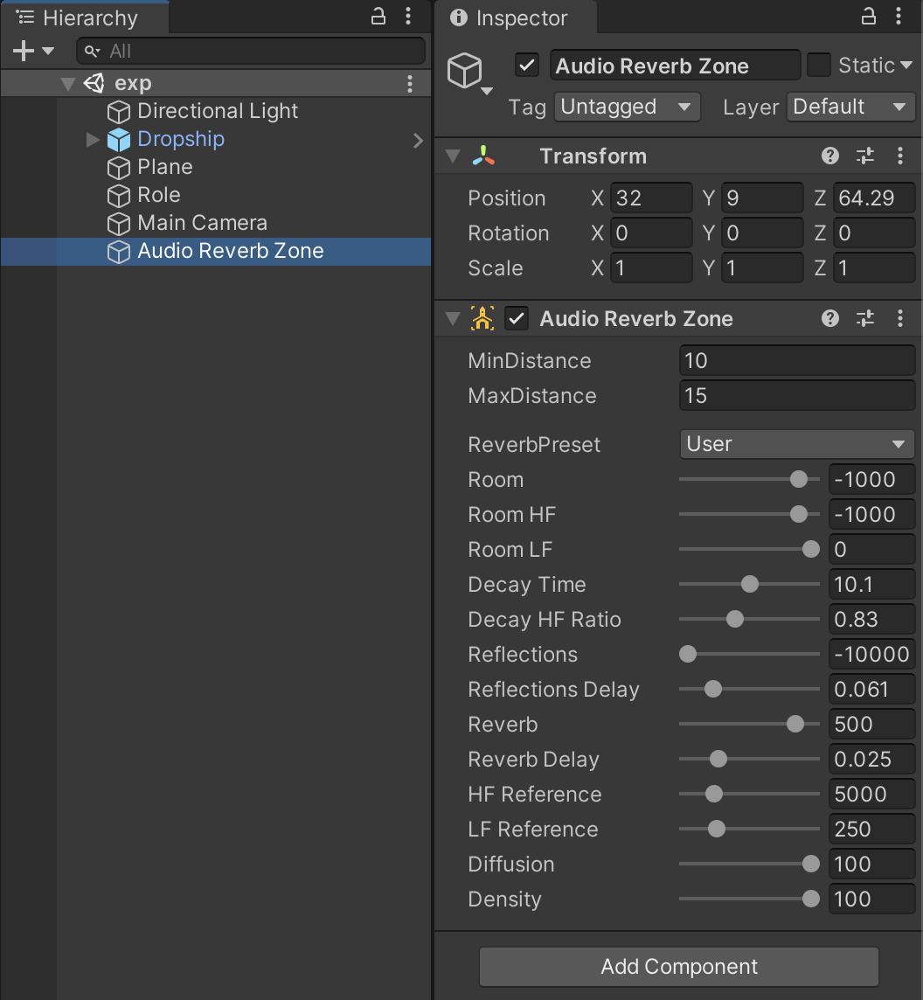 Hierarchy
All
exp
Directional Light
Dropship
Plane
Role
Main Camera
Audio Reverb Zone
Inspector
Audio Reverb Zone Static
Tag Untagged Layer Default
Transform
Position X 32 Y 9 Z 64.29
Rotation X 0 Y 0 Z 0
Scale X 1 Y 1 Z 1
Audio Reverb Zone
MinDistance 10
MaxDistance 15
ReverbPreset User
Room -1000
Room HF -1000
Room LF 0
Decay Time 10.1
Decay HF Ratio 0.83
Reflections -10000
Reflections Delay 0.061
Reverb 500
Reverb Delay 0.025
HF Reference 5000
LF Reference 250
Diffusion 100
Density 100
Add Component